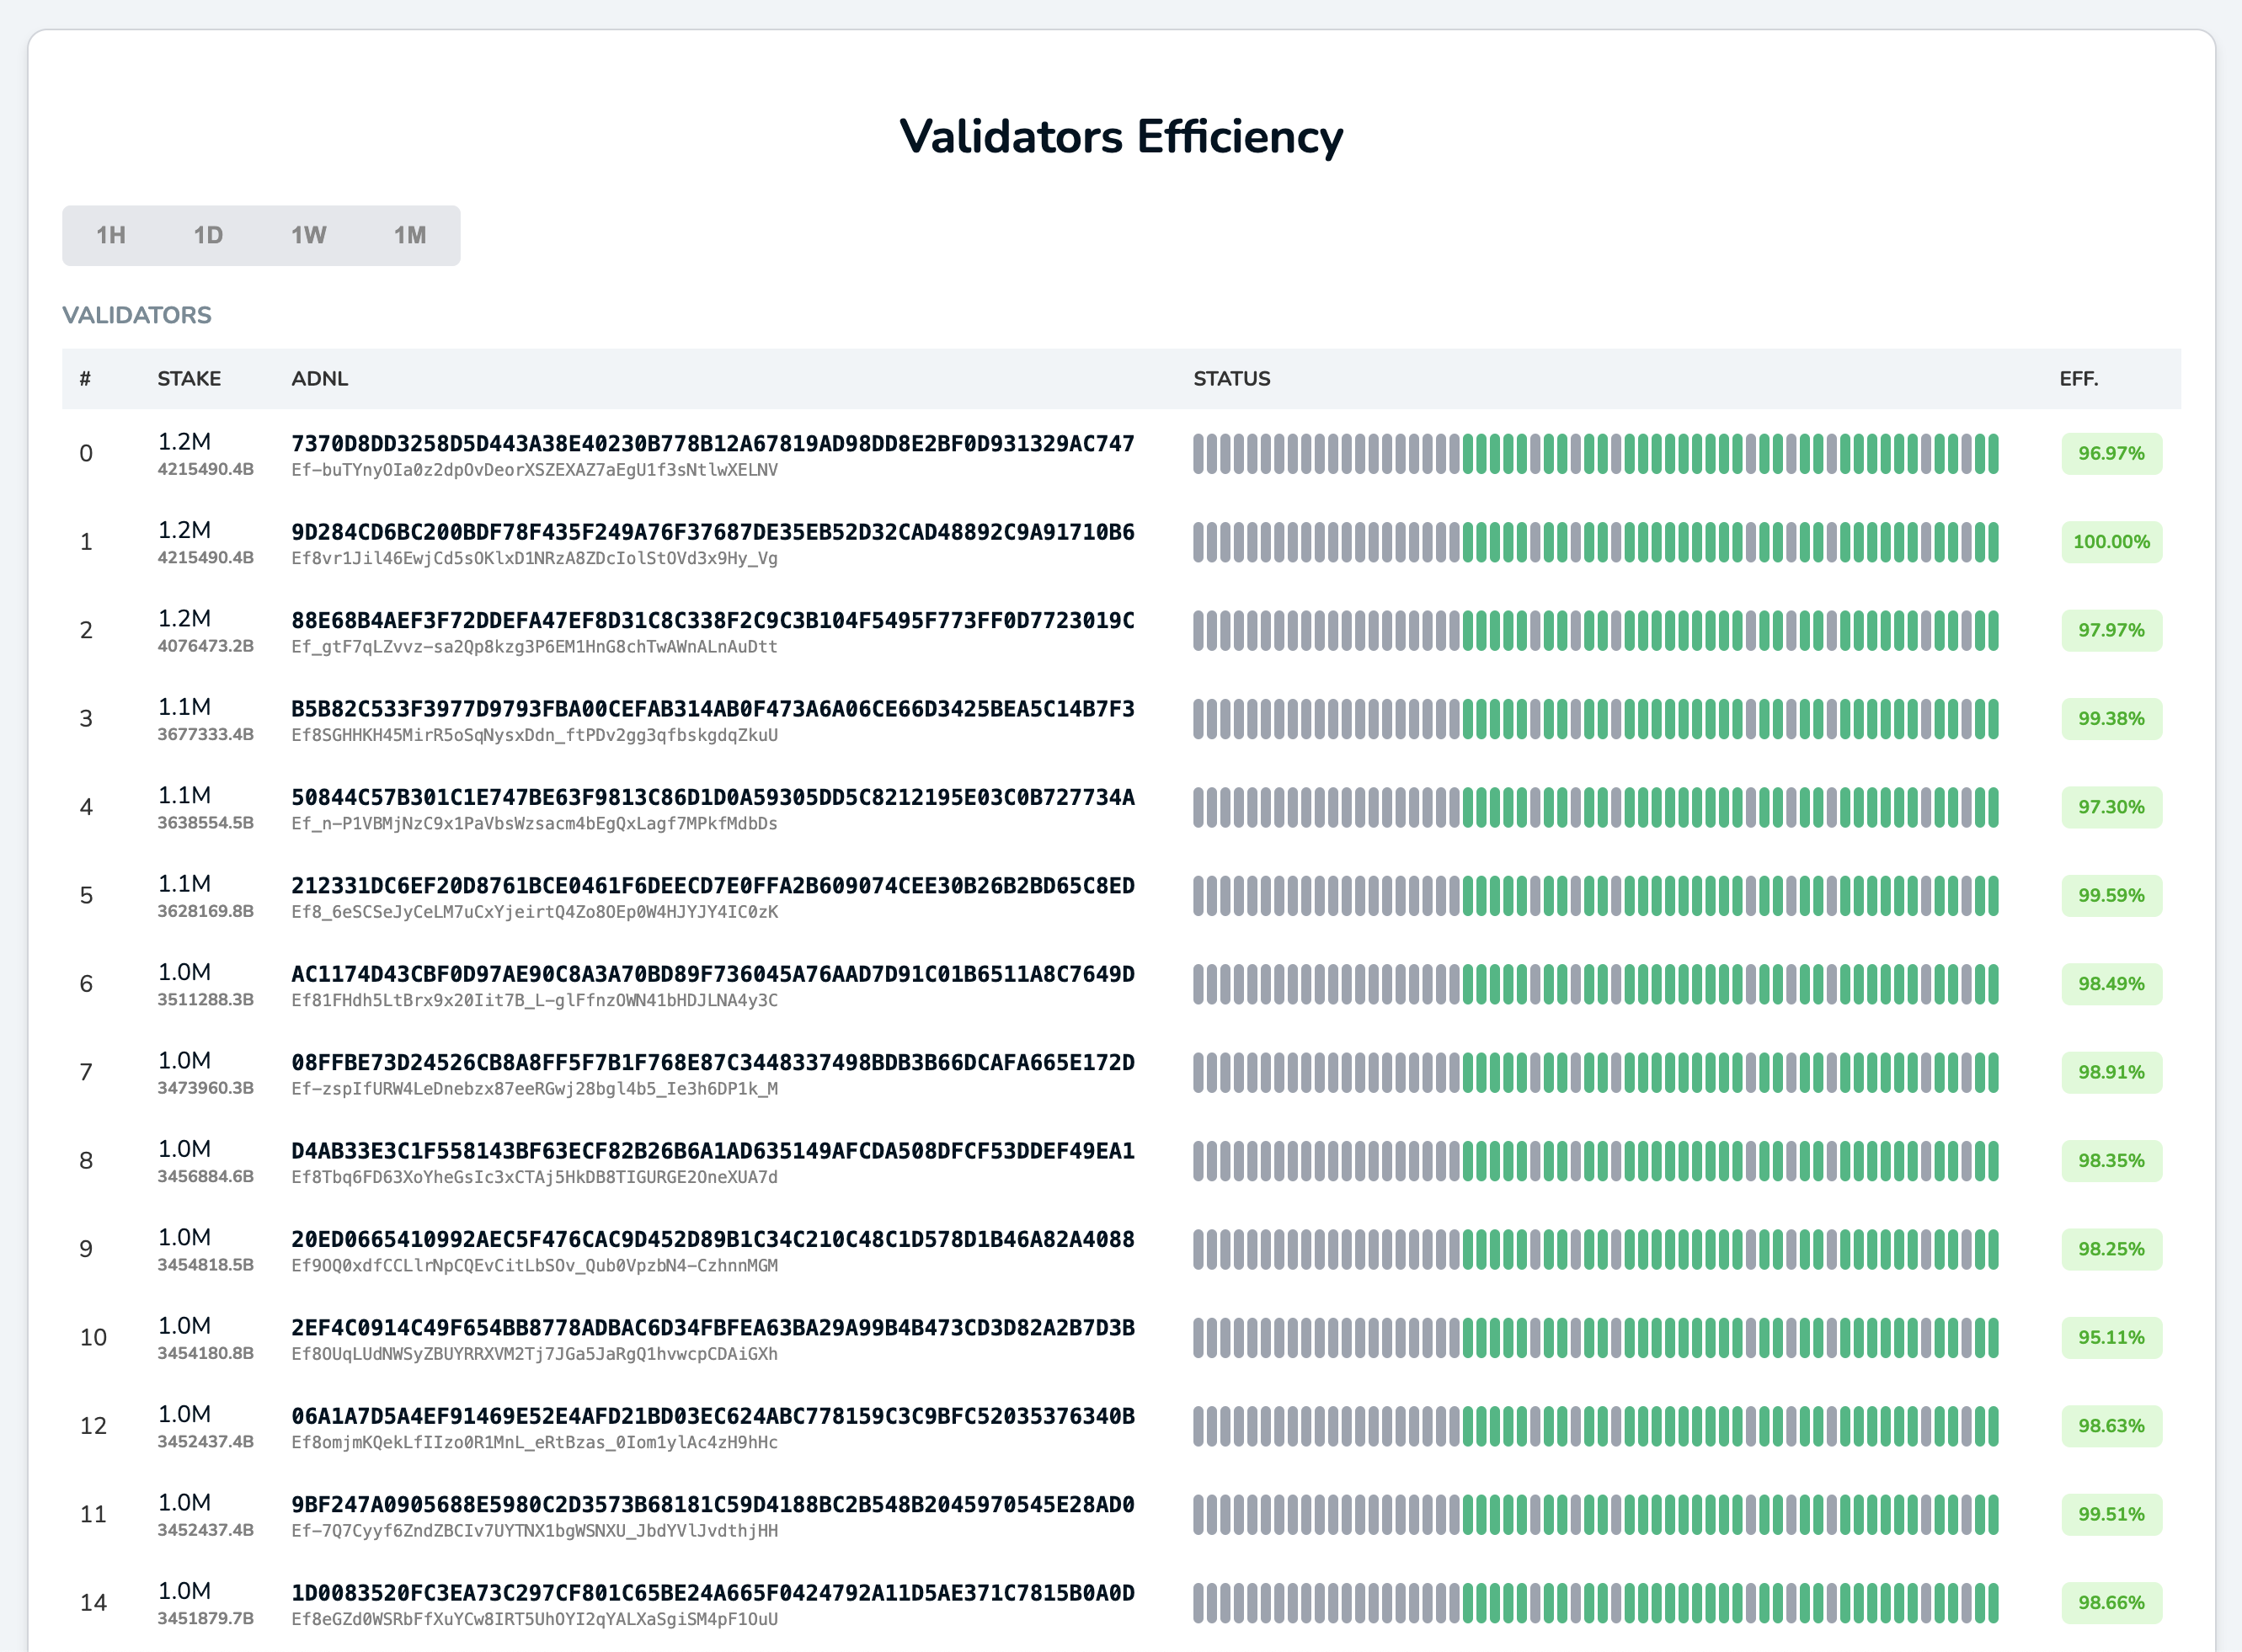 Validators Efficiency
1H 1D 1W 1M
VALIDATORS
# STAKE ADNL STATUS EFF.
0 1.2M 7370D8DD3258D5D443A38E40230B778B12A67819AD98DD8E2BF0D931329AC747 96.97%
4215490.4B Ef-buTYnyOIa0z2dpOvDeorXSZEXAZ7aEgU1f3sNtlwXELNV
1 1.2M 9D284CD6BC200BDF78F435F249A76F37687DE35EB52D32CAD48892C9A91710B6 100.00%
4215490.4B Ef8vr1Jil46EwjCd5sOKlxD1NRzA8ZDcIolStOVd3x9Hy_Vg
2 1.2M 88E68B4AEF3F72DDEFA47EF8D31C8C338F2C9C3B104F5495F773FF0D7723019C 97.97%
4076473.2B Ef_gtF7qLZvvz-sa2Qp8kzg3P6EM1HnG8chTwAWnALnAuDtt
3 1.1M B5B82C533F3977D9793FBA00CEFAB314AB0F473A6A06CE66D3425BEA5C14B7F3 99.38%
3677333.4B Ef8SGHHKH45MirR5oSqNysxDdn_ftPDv2gg3qfbskgdqZkuU
4 1.1M 50844C57B301C1E747BE63F9813C86D1D0A59305DD5C8212195E03C0B727734A 97.30%
3638554.5B Ef_n-P1VBMjNzC9x1PaVbsWzsacm4bEgQxLagf7MPkfMdbDs
5 1.1M 212331DC6EF20D8761BCE0461F6DEECD7E0FFA2B609074CEE30B26B2BD65C8ED 99.59%
3628169.8B Ef8_6eSCSeJyCeLM7uCxYjeirtQ4Zo8OEp0W4HJYJY4IC0zK
6 1.0M AC1174D43CBF0D97AE90C8A3A70BD89F736045A76AAD7D91C01B6511A8C7649D 98.49%
3511288.3B Ef81FHdh5LtBrx9x20Iit7B_L-glFfnzOWN41bHDJLNA4y3C
7 1.0M 08FFBE73D24526CB8A8FF5F7B1F768E87C3448337498BDB3B66DCAFA665E172D 98.91%
3473960.3B Ef-zspIfURW4LeDnebzx87eeRGwj28bgl4b5_Ie3h6DP1k_M
8 1.0M D4AB33E3C1F558143BF63ECF82B26B6A1AD635149AFCDA508DFCF53DDEF49EA1 98.35%
3456884.6B Ef8Tbq6FD63XoYheGsIc3xCTAj5HkDB8TIGURGE2OneXUA7d
9 1.0M 20ED0665410992AEC5F476CAC9D452D89B1C34C210C48C1D578D1B46A82A4088 98.25%
3454818.5B Ef9OQ0xdfCCLlrNpCQEvCitLbSOv_Qub0VpzbN4-CzhnnMGM
10 1.0M 2EF4C0914C49F654BB8778ADBAC6D34FBFEA63BA29A99B4B473CD3D82A2B7D3B 95.11%
3454180.8B Ef8OUqLUdNWSyZBUYRRXVM2Tj7JGa5JaRgQ1hvwcpCDAiGXh
12 1.0M 06A1A7D5A4EF91469E52E4AFD21BD03EC624ABC778159C3C9BFC52035376340B 98.63%
3452437.4B Ef8omjmKQekLfIIzo0R1MnL_eRtBzas_0Iom1ylAc4zH9hHc
11 1.0M 9BF247A0905688E5980C2D3573B68181C59D4188BC2B548B2045970545E28AD0 99.51%
3452437.4B Ef-7Q7Cyyf6ZndZBCIv7UYTNX1bgWSNXU_JbdYVlJvdthjHH
14 1.0M 1D0083520FC3EA73C297CF801C65BE24A665F0424792A11D5AE371C7815B0A0D 98.66%
3451879.7B Ef8eGZd0WSRbFfXuYCw8IRT5UhOYI2qYALXaSgiSM4pF1OuU